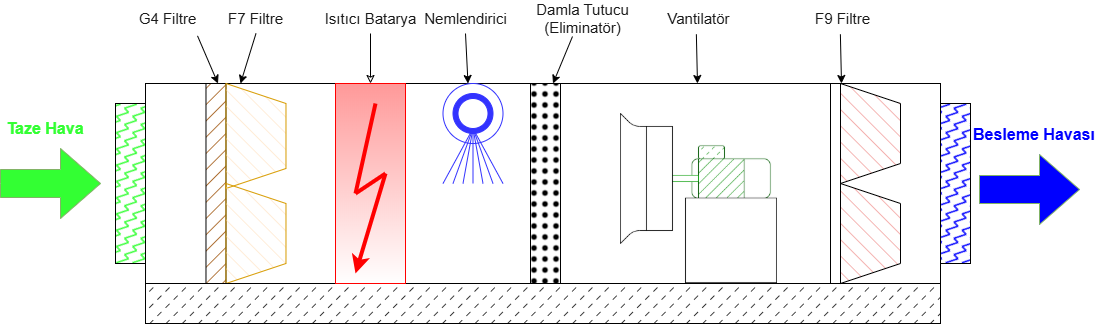 G4 Filtre
F7 Filtre
Isıtıcı Batarya
Nemlendirici
Damla Tutucu
(Eliminatör)
Vantilatör
F9 Filtre
Taze Hava
Besleme Havası